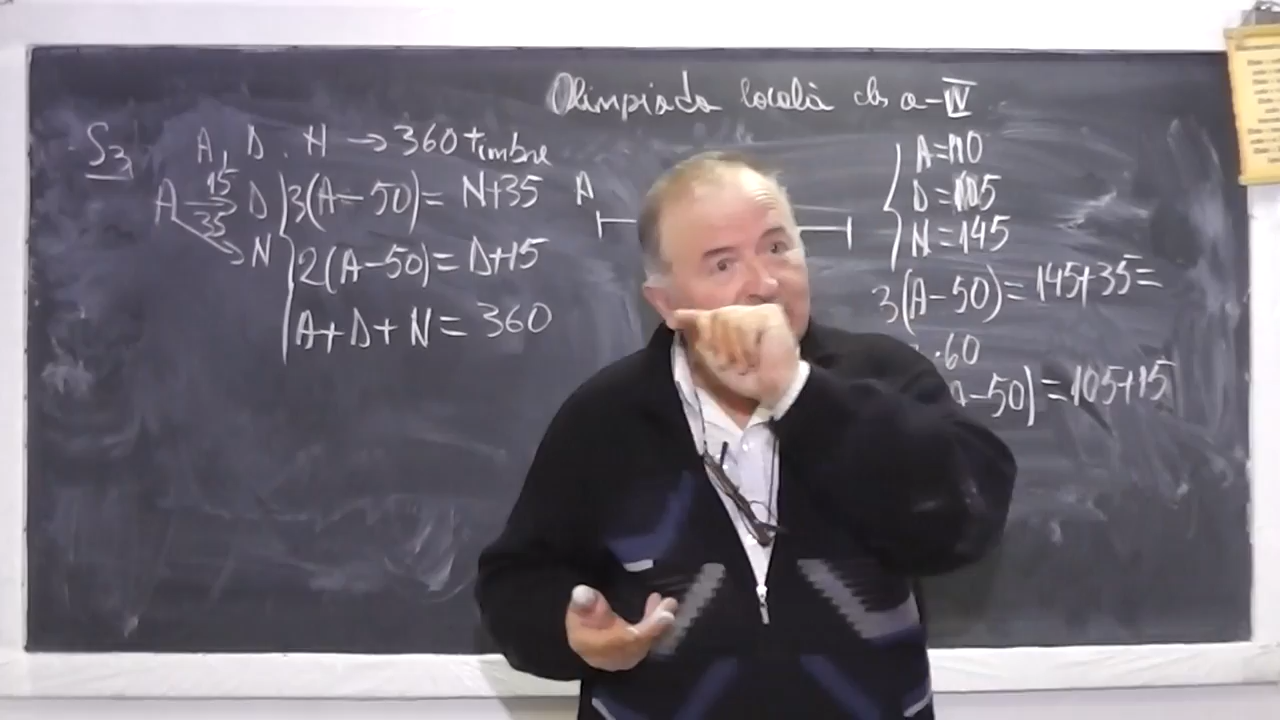 Olimpiada locală cls a-IV
S3 A, D, N → 360 timbre
A 15 D
35
N
3(A-50) = N+35
2(A-50) = D+15
A+D+N = 360
A
A=110
D=105
N=145
3(A-50) = 145+35=
.60
A-50) = 105+15